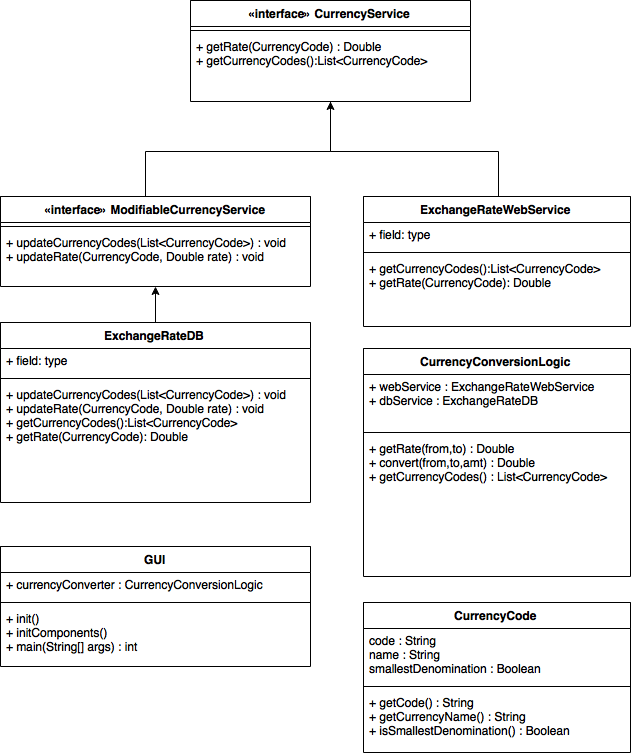 «interface» CurrencyService
+ getRate(CurrencyCode) : Double
+ getCurrencyCodes():List<CurrencyCode>
«interface» ModifiableCurrencyService
+ updateCurrencyCodes(List<CurrencyCode>) : void
+ updateRate(CurrencyCode, Double rate) : void
ExchangeRateWebService
+ field: type
+ getCurrencyCodes():List<CurrencyCode>
+ getRate(CurrencyCode): Double
ExchangeRateDB
+ field: type
+ updateCurrencyCodes(List<CurrencyCode>) : void
+ updateRate(CurrencyCode, Double rate) : void
+ getCurrencyCodes():List<CurrencyCode>
+ getRate(CurrencyCode): Double
CurrencyConversionLogic
+ webService : ExchangeRateWebService
+ dbService : ExchangeRateDB
+ getRate(from,to) : Double
+ convert(from,to,amt) : Double
+ getCurrencyCodes() : List<CurrencyCode>
GUI
+ currencyConverter : CurrencyConversionLogic
+ init()
+ initComponents()
+ main(String[] args) : int
CurrencyCode
code : String
name : String
smallestDenomination : Boolean
+ getCode() : String
+ getCurrencyName() : String
+ isSmallestDenomination() : Boolean